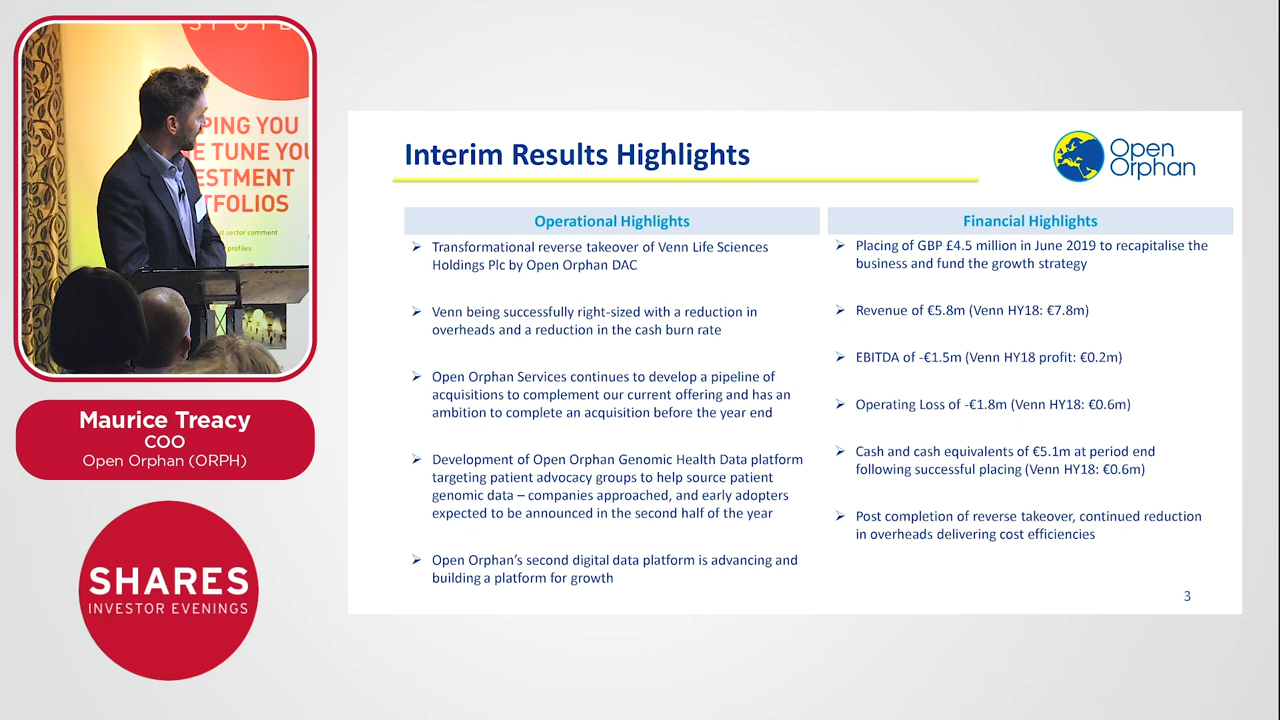 SPOTL
PING YOU
E TUNE YOU
ESTMENT
TFOLIOS
st sector comment
profiles
Maurice Treacy
COO
Open Orphan (ORPH)
SHARES
INVESTOR EVENINGS
Interim Results Highlights
Open
Orphan
Operational Highlights
➢ Transformational reverse takeover of Venn Life Sciences
Holdings Plc by Open Orphan DAC
➢ Venn being successfully right-sized with a reduction in
overheads and a reduction in the cash burn rate
➢ Open Orphan Services continues to develop a pipeline of
acquisitions to complement our current offering and has an
ambition to complete an acquisition before the year end
➢ Development of Open Orphan Genomic Health Data platform
targeting patient advocacy groups to help source patient
genomic data – companies approached, and early adopters
expected to be announced in the second half of the year
➢ Open Orphan’s second digital data platform is advancing and
building a platform for growth
Financial Highlights
➢ Placing of GBP £4.5 million in June 2019 to recapitalise the
business and fund the growth strategy
➢ Revenue of €5.8m (Venn HY18: €7.8m)
➢ EBITDA of -€1.5m (Venn HY18 profit: €0.2m)
➢ Operating Loss of -€1.8m (Venn HY18: €0.6m)
➢ Cash and cash equivalents of €5.1m at period end
following successful placing (Venn HY18: €0.6m)
➢ Post completion of reverse takeover, continued reduction
in overheads delivering cost efficiencies
3